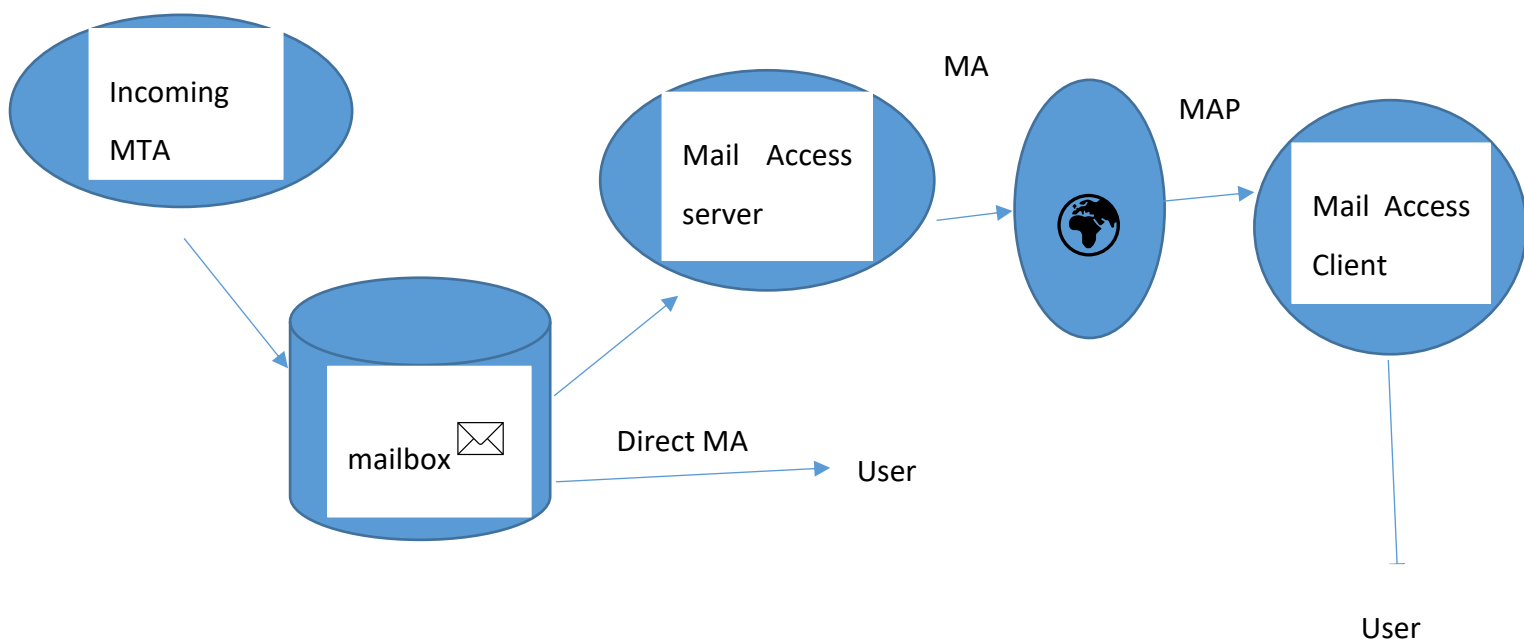 Incoming
MTA
Mail Access
server
MA
MAP
Mail Access
Client
mailbox
Direct MA
User
User